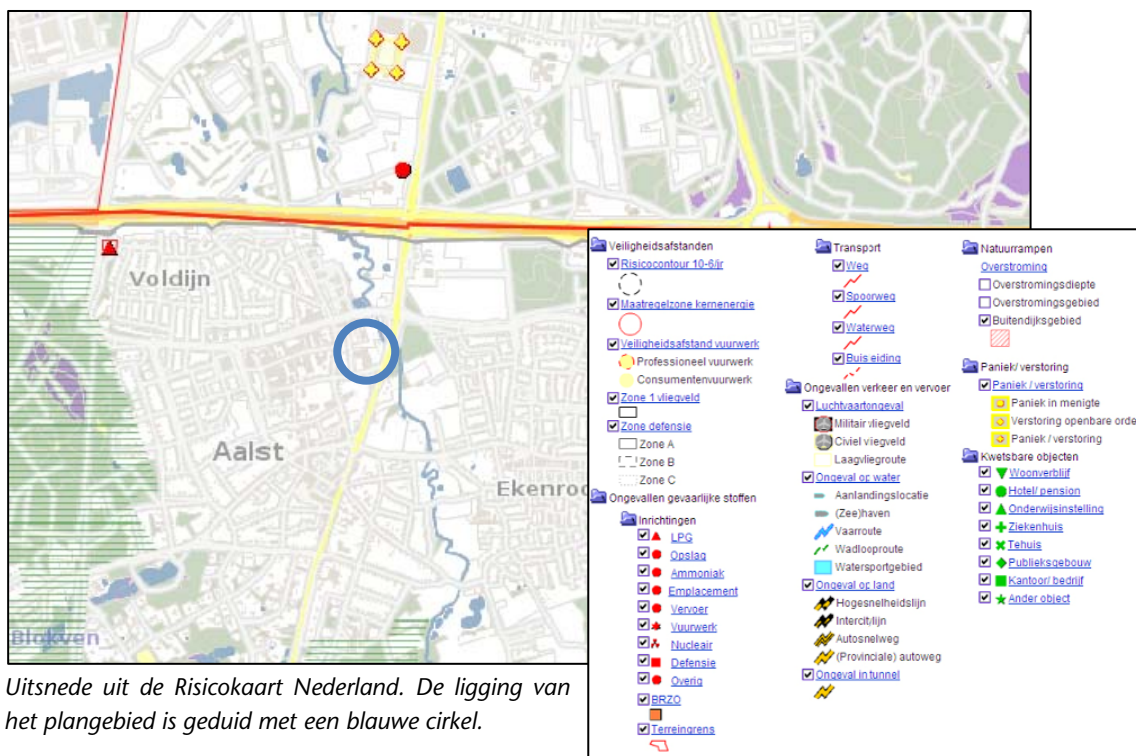 Voldijn
Aalst
Ekenroo
Blokven
Veiligheidsafstanden
Risicocontour 10-6/jr
Maatregelzone kernenergie
Veiligheidsafstand vuurwerk
Professioneel vuurwerk
Consumentenvuurwerk
Zone 1 vliegveld
Zone defensie
Zone A
Zone B
Zone C
Ongevallen gevaarlijke stoffen
Inrichtingen
LPG
Opslag
Ammoniak
Emplacement
Vervoer
Vuurwerk
Nucleair
Defensie
Overig
BRZO
Terreingrens
Transport
Weg
Spoorweg
Waterweg
Buis eiding
Ongevallen verkeer en vervoer
Luchtvaartongeval
Militair vliegveld
Civiel vliegveld
Laagvliegroute
Ongeval op water
Aanlandingslocatie
(Zee)haven
Vaarroute
Wadlooproute
Watersportgebied
Ongeval op land
Hogesnelheidslijn
Intercitylijn
Autosnelweg
(Provinciale) autoweg
Ongeval in tunnel
Natuurrampen
Overstroming
Overstromingsdiepte
Overstromingsgebied
Buitendijksgebied
Paniek/ verstoring
Paniek / verstoring
Paniek in menigte
Verstoring openbare orde
Paniek / verstoring
Kwetsbare objecten
Woonverblijf
Hotel/ pension
Onderwijsinstelling
Ziekenhuis
Tehuis
Publieksgebouw
Kantoor/ bedrijf
Ander object
Uitsnede uit de Risicokaart Nederland. De ligging van
het plangebied is geduid met een blauwe cirkel.